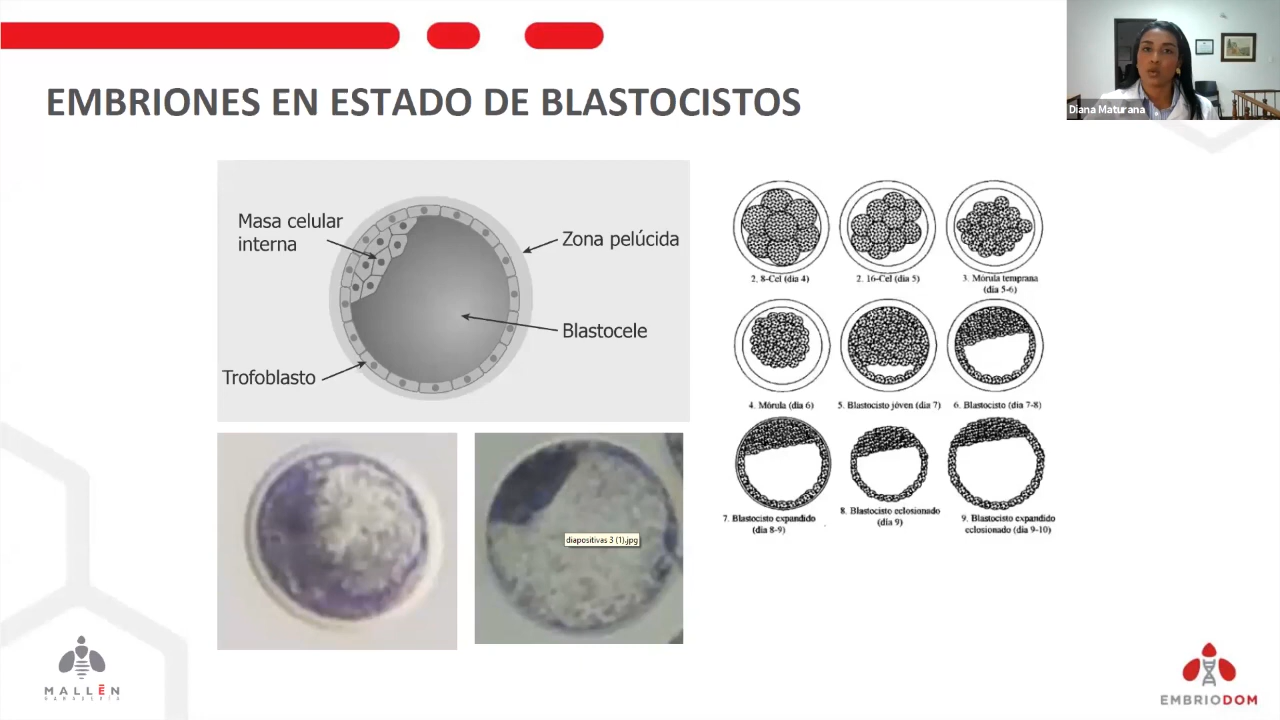 Diana Maturana
EMBRIONES EN ESTADO DE BLASTOCISTOS
Masa celular
interna
Zona pelúcida
Blastocele
Trofoblasto
2. 8-Cel (día 4)
2. 16-Cel (día 5)
3. Mórula temprana
(día 5-6)
4. Mórula (día 6)
5. Blastocisto jóven (día 7)
6. Blastocisto (día 7-8)
7. Blastocisto expandido
(día 8-9)
8. Blastocisto eclosionado
(día 9)
9. Blastocisto expandido
eclosionado (día 9-10)
diapositivas 3 (1).jpg
MALLĒN
EMBRIODOM